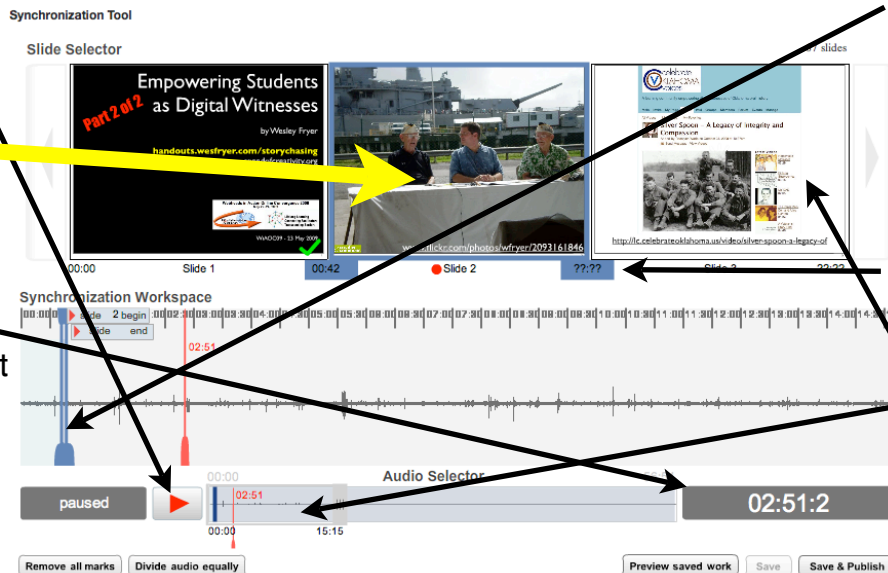 Synchronization Tool
Slide Selector
slides
Empowering Students
as Digital Witnesses
Part 2 of 2
by Wesley Fryer
handouts.wesfryer.com/storychasing
www.flickr.com/photos/wfryer/2093161846
celebrate
OKLAHOMA
VOICES
Silver Spoon – A Legacy of Integrity and
Compassion
http://lc.celebrateoklahoma.us/video/silver-spoon-a-legacy-of
00:00
Slide 1
00:42
Slide 2
??:??
Synchronization Workspace
slide 2 begin
slide end
02:51
t
00:00
Audio Selector
paused
02:51
02:51:2
00:00
15:15
Remove all marks
Divide audio equally
Preview saved work
Save
Save & Publish